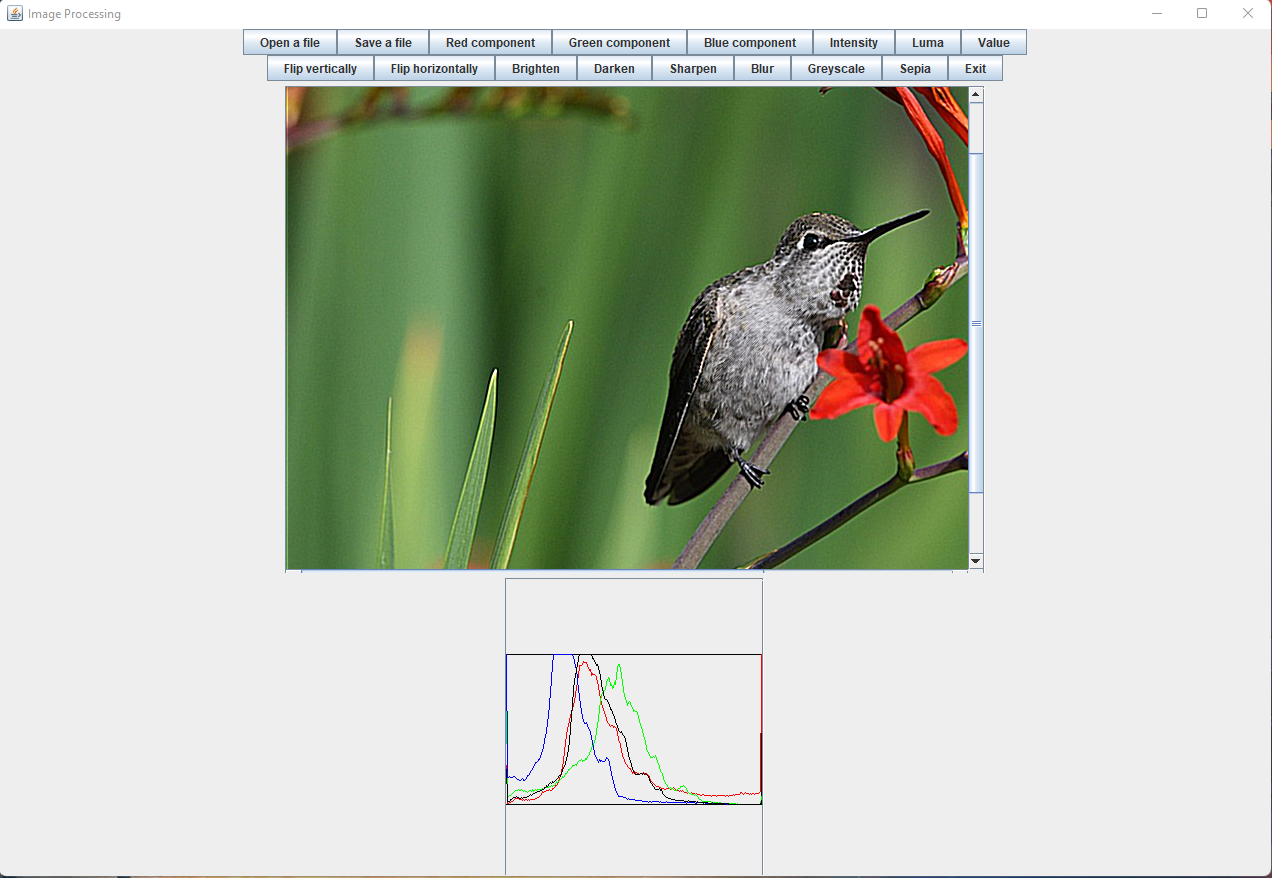 Image Processing
Open a file Save a file Red component Green component Blue component Intensity Luma Value
Flip vertically Flip horizontally Brighten Darken Sharpen Blur Greyscale Sepia Exit